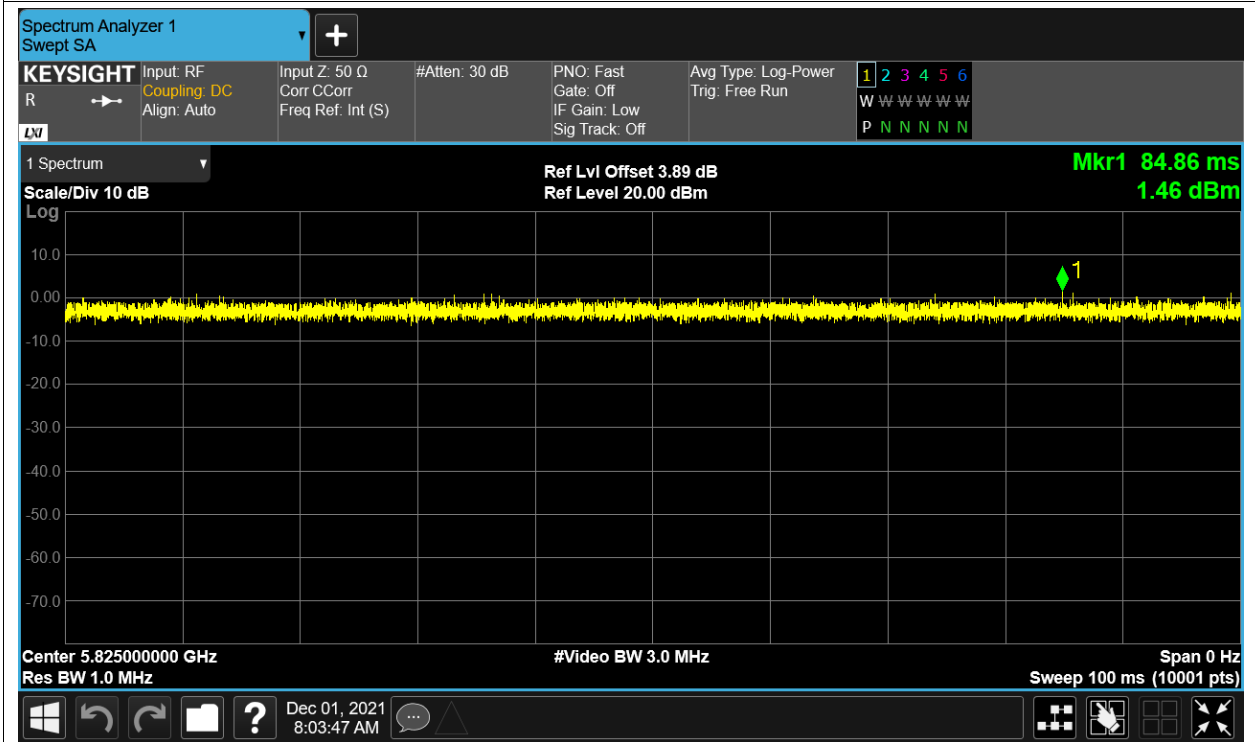 Spectrum Analyzer 1
Swept SA
KEYSIGHT
R
LXI
Input: RF
Coupling: DC
Align: Auto
Input Z: 50 Ω
Corr CCorr
Freq Ref: Int (S)
#Atten: 30 dB
PNO: Fast
Gate: Off
IF Gain: Low
Sig Track: Off
Avg Type: Log-Power
Trig: Free Run
1 2 3 4 5 6
W W W W W W
P N N N N N
1 Spectrum
Scale/Div 10 dB
Log
Ref Lvl Offset 3.89 dB
Ref Level 20.00 dBm
Mkr1 84.86 ms
1.46 dBm
10.0
1
0.00
-10.0
-20.0
-30.0
-40.0
-50.0
-60.0
-70.0
Center 5.825000000 GHz
Res BW 1.0 MHz
#Video BW 3.0 MHz
Span 0 Hz
Sweep 100 ms (10001 pts)
?
Dec 01, 2021
8:03:47 AM